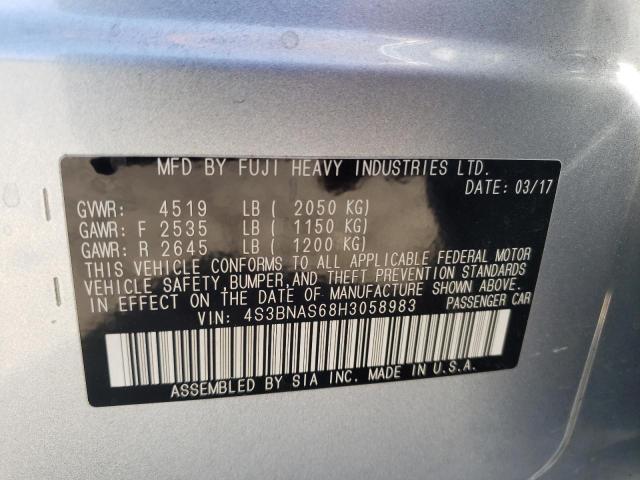 MFD BY FUJI HEAVY INDUSTRIES LTD.
DATE: 03/17
GVWR: 4519 LB ( 2050 KG)
GAWR: F 2535 LB ( 1150 KG)
GAWR: R 2645 LB ( 1200 KG)
THIS VEHICLE CONFORMS TO ALL APPLICABLE FEDERAL MOTOR
VEHICLE SAFETY, BUMPER, AND THEFT PREVENTION STANDARDS
IN EFFECT ON THE DATE OF MANUFACTURE SHOWN ABOVE.
VIN: 4S3BNAS68H3058983 PASSENGER CAR
ASSEMBLED BY SIA INC. MADE IN U.S.A.